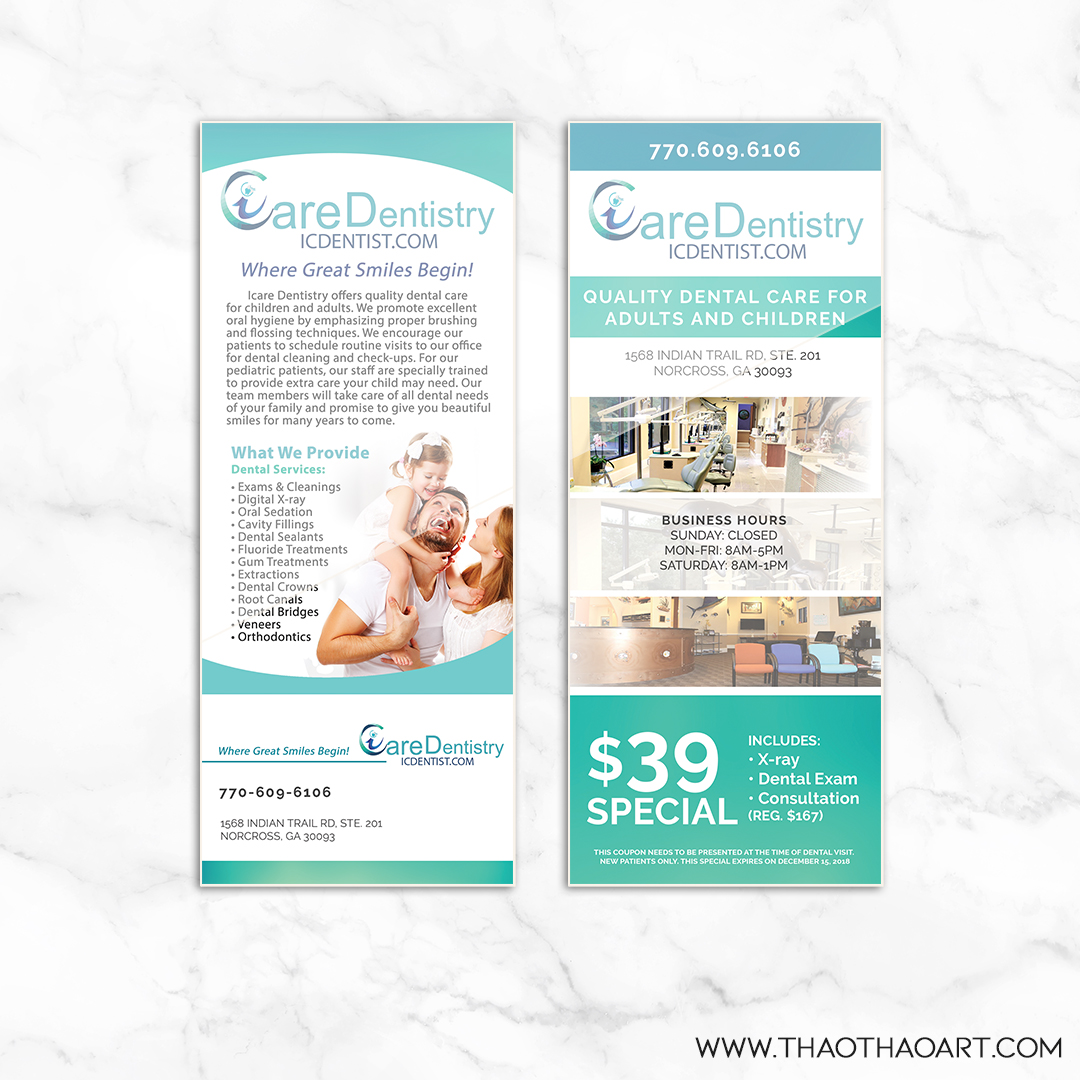 iCareDentistry
ICDENTIST.COM
Where Great Smiles Begin!
Icare Dentistry offers quality dental care
for children and adults. We promote excellent
oral hygiene by emphasizing proper brushing
and flossing techniques. We encourage our
patients to schedule routine visits to our office
for dental cleaning and check-ups. For our
pediatric patients, our staff are specially trained
to provide extra care your child may need. Our
team members will take care of all dental needs
of your family and promise to give you beautiful
smiles for many years to come.
What We Provide
Dental Services:
• Exams & Cleanings
• Digital X-ray
• Oral Sedation
• Cavity Fillings
• Dental Sealants
• Fluoride Treatments
• Gum Treatments
• Extractions
• Dental Crowns
• Root Canals
• Dental Bridges
• Veneers
• Orthodontics
Where Great Smiles Begin!
iCareDentistry
ICDENTIST.COM
770-609-6106
1568 INDIAN TRAIL RD, STE. 201
NORCROSS, GA 30093
770.609.6106
iCareDentistry
ICDENTIST.COM
QUALITY DENTAL CARE FOR
ADULTS AND CHILDREN
1568 INDIAN TRAIL RD, STE. 201
NORCROSS, GA 30093
BUSINESS HOURS
SUNDAY: CLOSED
MON-FRI: 8AM-5PM
SATURDAY: 8AM-1PM
$39
SPECIAL
INCLUDES:
• X-ray
• Dental Exam
• Consultation
(REG. $167)
THIS COUPON NEEDS TO BE PRESENTED AT THE TIME OF DENTAL VISIT.
NEW PATIENTS ONLY. THIS SPECIAL EXPIRES ON DECEMBER 15, 2018
WWW.THAOTHAOART.COM